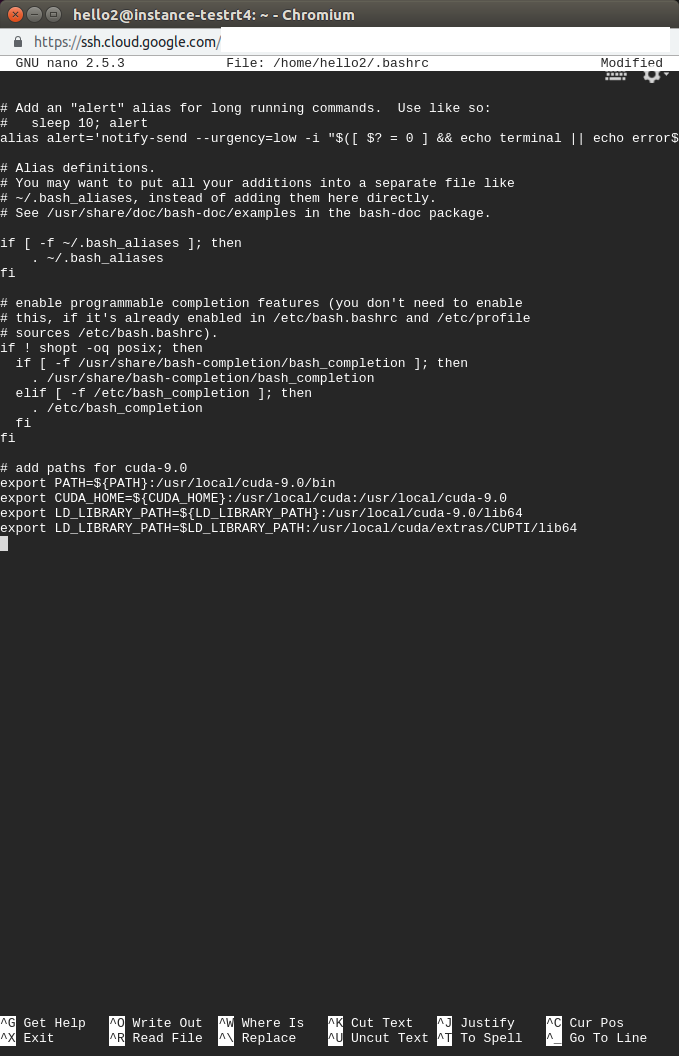 hello2@instance-testrt4: ~ - Chromium
https://ssh.cloud.google.com/
GNU nano 2.5.3 File: /home/hello2/.bashrc Modified
# Add an "alert" alias for long running commands.  Use like so:
#   sleep 10; alert
alias alert='notify-send --urgency=low -i "$([ $? = 0 ] && echo terminal || echo error$
# Alias definitions.
# You may want to put all your additions into a separate file like
# ~/.bash_aliases, instead of adding them here directly.
# See /usr/share/doc/bash-doc/examples in the bash-doc package.
if [ -f ~/.bash_aliases ]; then
    . ~/.bash_aliases
fi
# enable programmable completion features (you don't need to enable
# this, if it's already enabled in /etc/bash.bashrc and /etc/profile
# sources /etc/bash.bashrc).
if ! shopt -oq posix; then
  if [ -f /usr/share/bash-completion/bash_completion ]; then
    . /usr/share/bash-completion/bash_completion
  elif [ -f /etc/bash_completion ]; then
    . /etc/bash_completion
  fi
fi
# add paths for cuda-9.0
export PATH=${PATH}:/usr/local/cuda-9.0/bin
export CUDA_HOME=${CUDA_HOME}:/usr/local/cuda:/usr/local/cuda-9.0
export LD_LIBRARY_PATH=${LD_LIBRARY_PATH}:/usr/local/cuda-9.0/lib64
export LD_LIBRARY_PATH=$LD_LIBRARY_PATH:/usr/local/cuda/extras/CUPTI/lib64
^G Get Help ^O Write Out ^W Where Is ^K Cut Text ^J Justify ^C Cur Pos
^X Exit ^R Read File ^\ Replace ^U Uncut Text ^T To Spell ^_ Go To Line